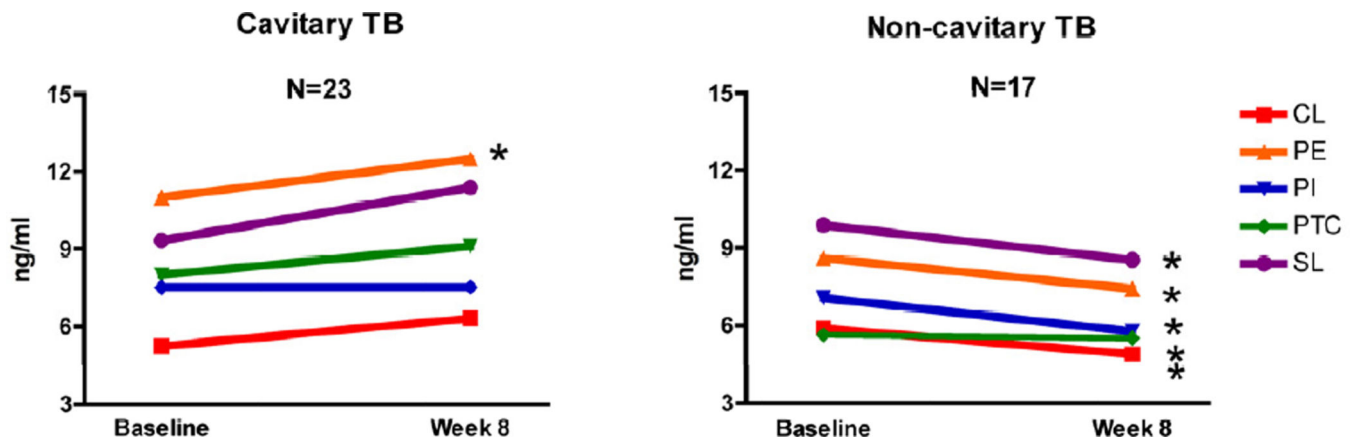 Cavitary TB
N=23
15
12
9
6
3
ng/ml
*
Baseline
Week 8
Non-cavitary TB
N=17
15
12
9
6
3
ng/ml
*
*
*
*
*
Baseline
Week 8
CL
PE
PI
PTC
SL